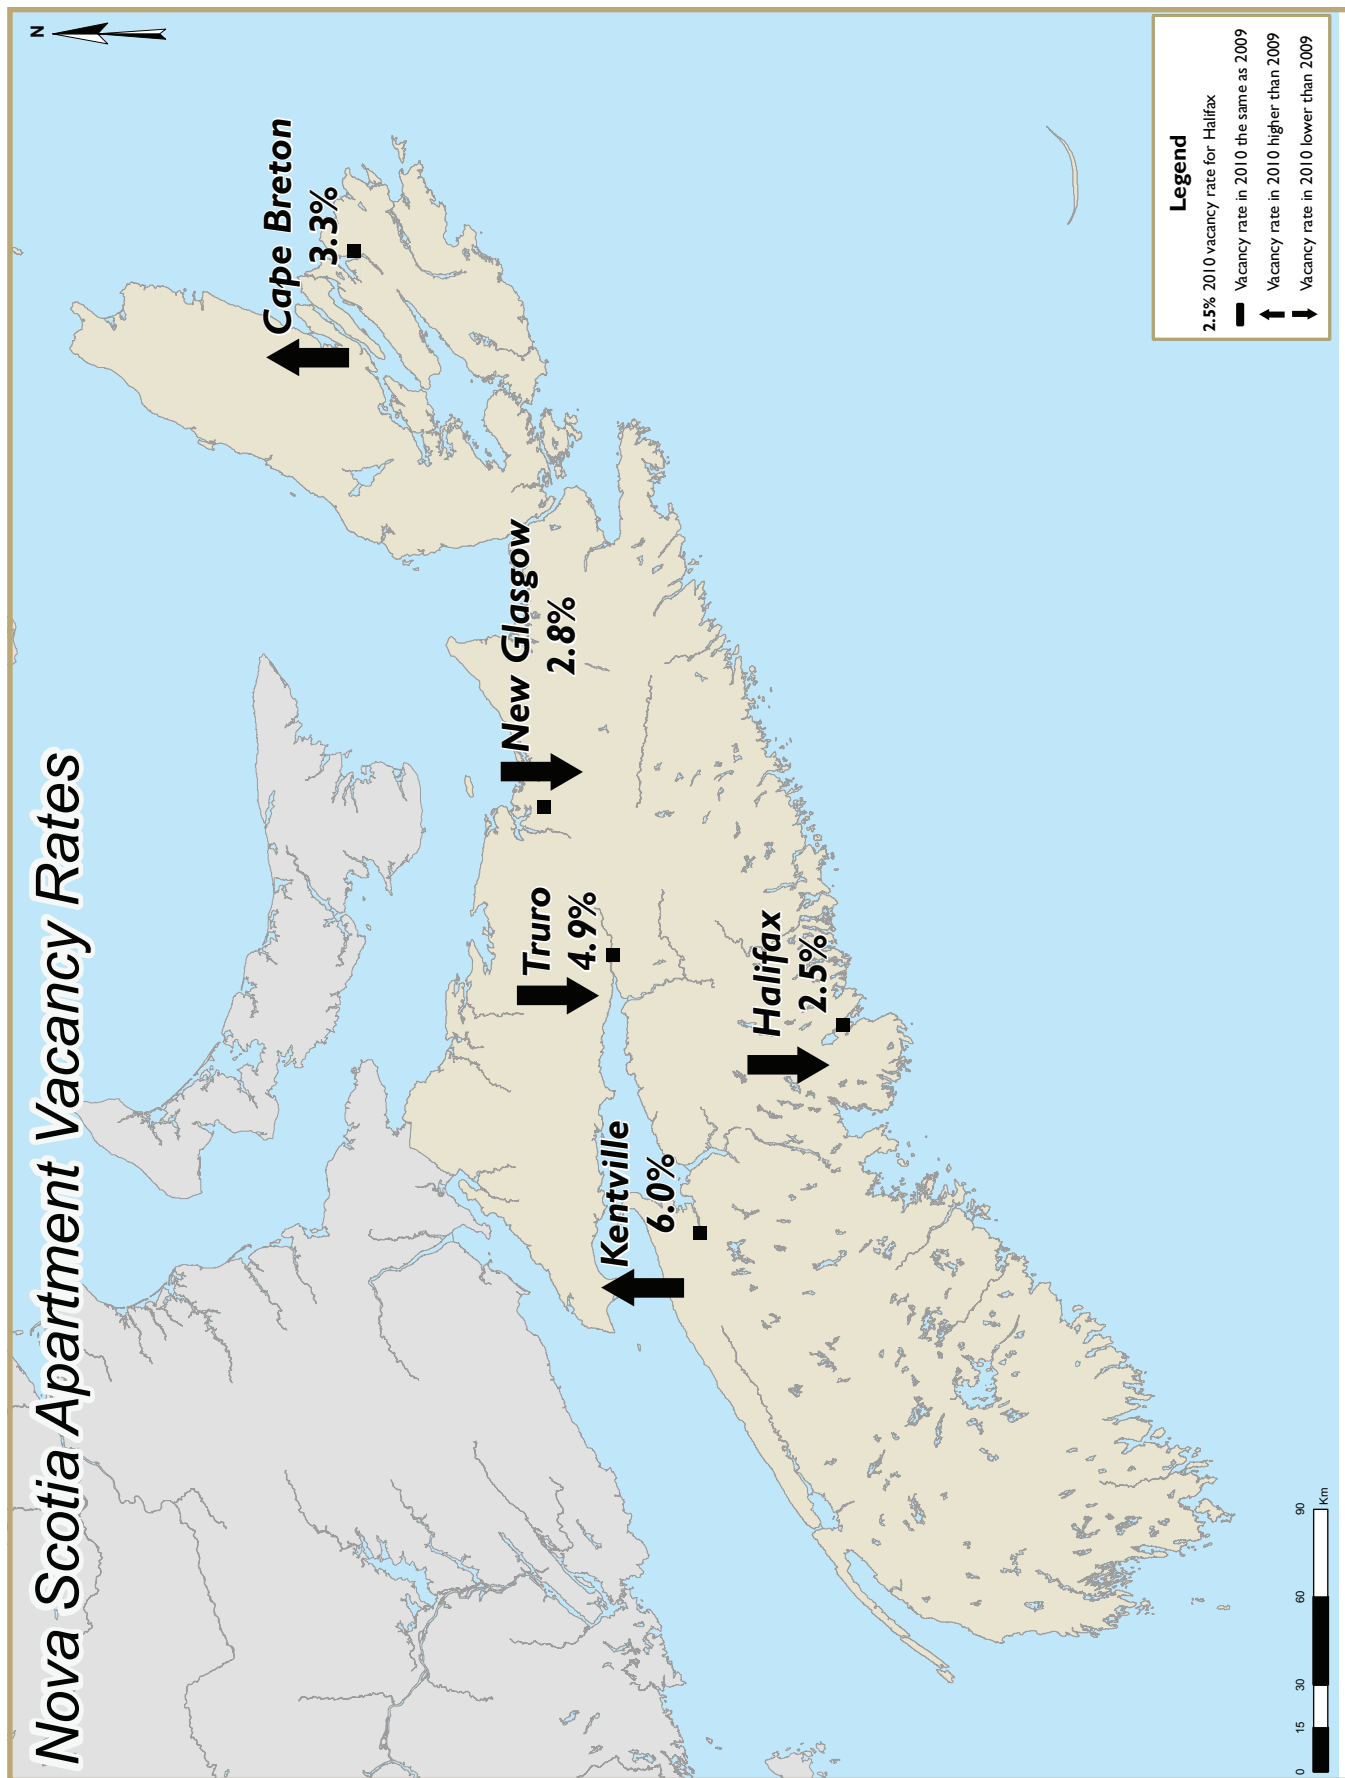 Nova Scotia Apartment Vacancy Rates
N
Cape Breton
3.3%
New Glasgow
2.8%
Truro
4.9%
Halifax
2.5%
Kentville
6.0%
Legend
2.5% 2010 vacancy rate for Halifax
Vacancy rate in 2010 the same as 2009
Vacancy rate in 2010 higher than 2009
Vacancy rate in 2010 lower than 2009
0 15 30 60 90
Km